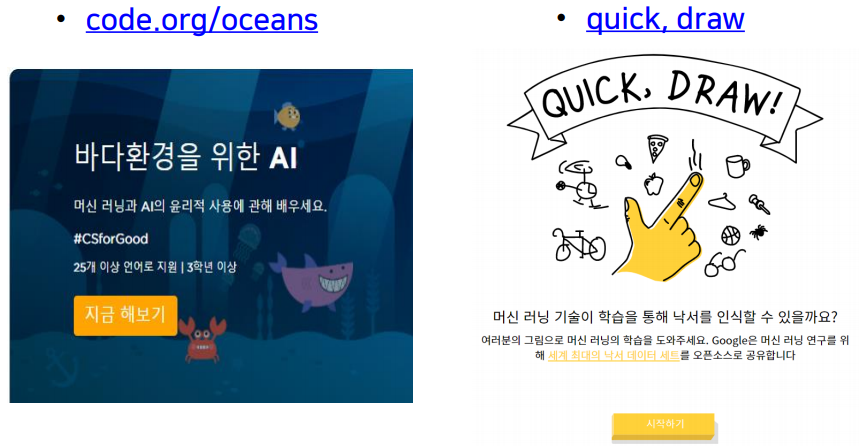 • code.org/oceans
바다환경을 위한 AI
머신 러닝과 AI의 윤리적 사용에 관해 배우세요.
#CSforGood
25개 이상 언어로 지원 | 3학년 이상
지금 해보기
• quick, draw
QUICK, DRAW!
머신 러닝 기술이 학습을 통해 낙서를 인식할 수 있을까요?
여러분의 그림으로 머신 러닝의 학습을 도와주세요. Google은 머신 러닝 연구를 위
해 세계 최대의 낙서 데이터 세트를 오픈소스로 공유합니다
시작하기